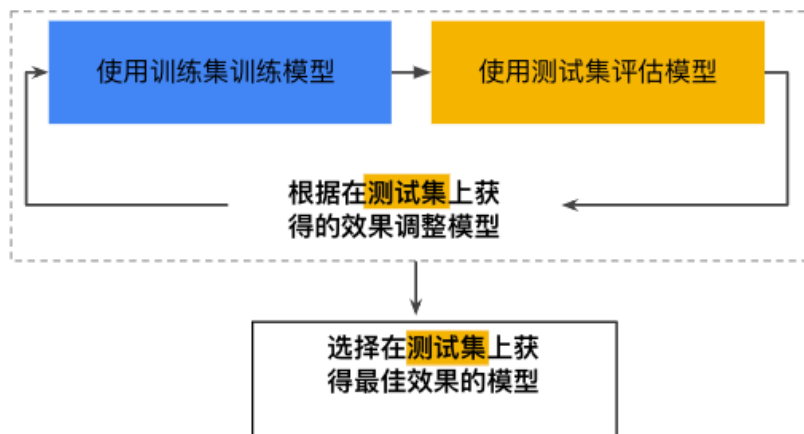 使用训练集训练模型
使用测试集评估模型
根据在测试集上获
得的效果调整模型
选择在测试集上获
得最佳效果的模型